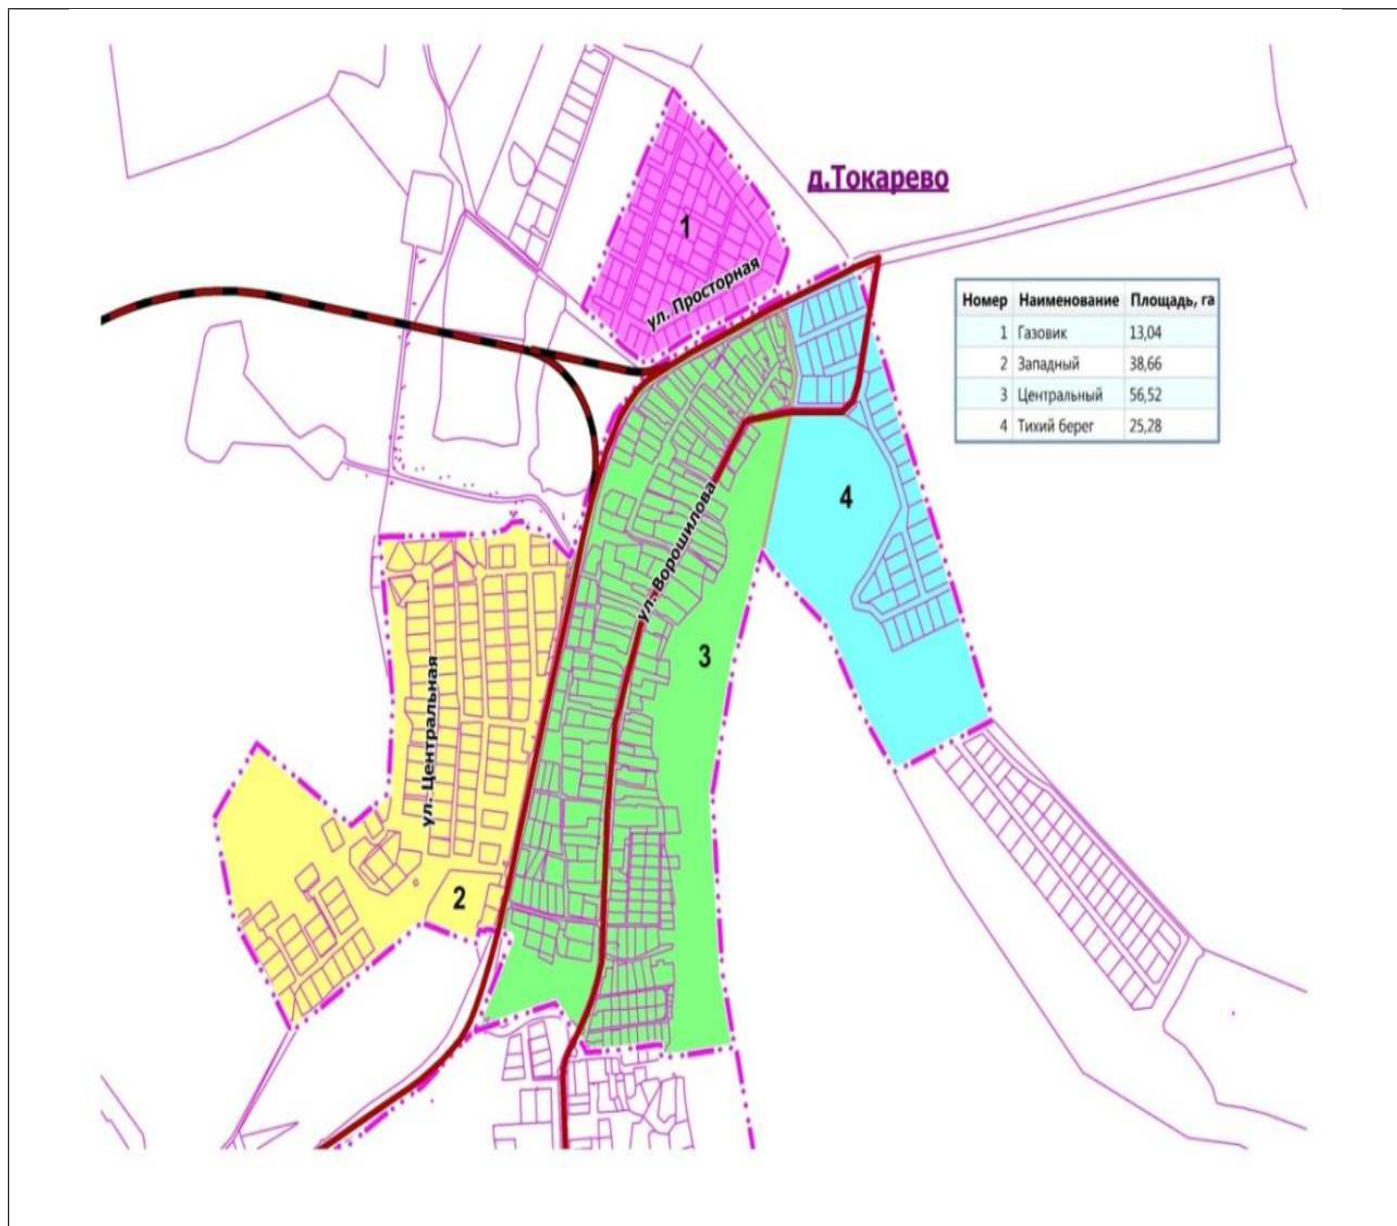 д.Токарево
1
ул. Просторная
Номер Наименование Площадь, га
1 Газовик 13,04
2 Западный 38,66
3 Центральный 56,52
4 Тихий берег 25,28
4
ул. Ворошилова
3
ул. Центральная
2